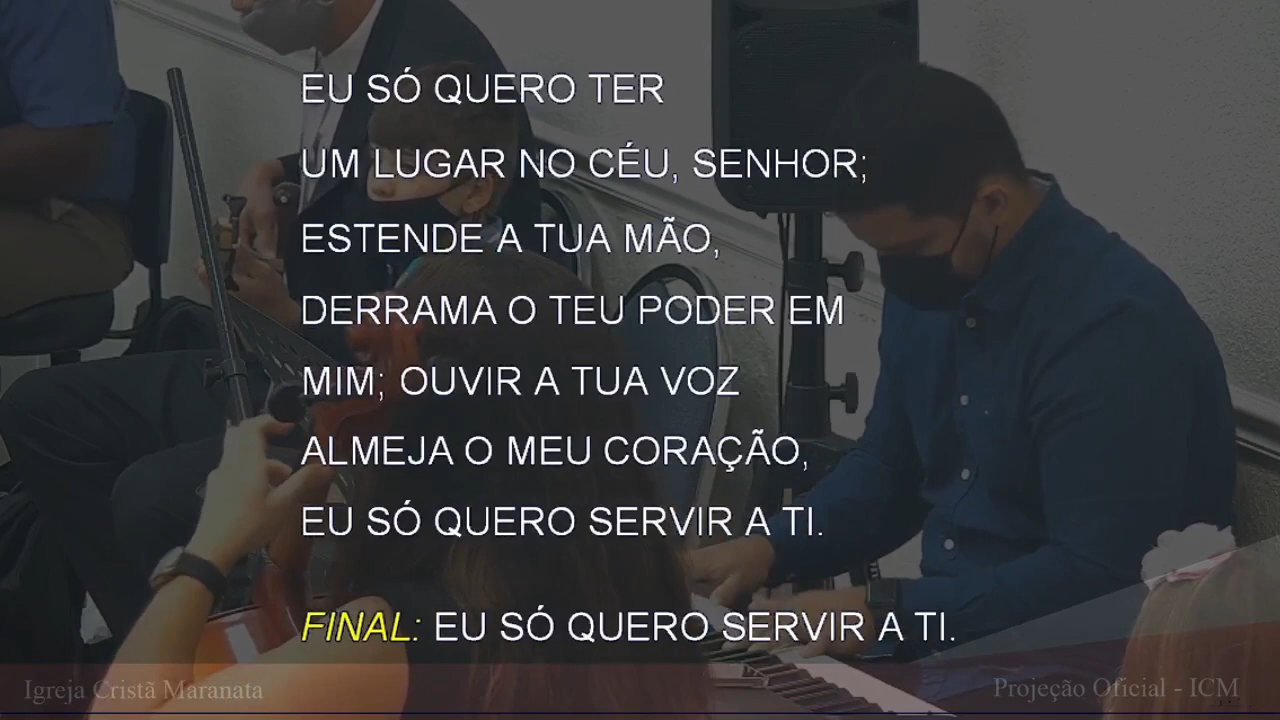 EU SÓ QUERO TER
UM LUGAR NO CÉU, SENHOR;
ESTENDE A TUA MÃO,
DERRAMA O TEU PODER EM
MIM; OUVIR A TUA VOZ
ALMEJA O MEU CORAÇÃO,
EU SÓ QUERO SERVIR A TI.
FINAL: EU SÓ QUERO SERVIR A TI.
Igreja Cristã Maranata
Projeção Oficial - ICM